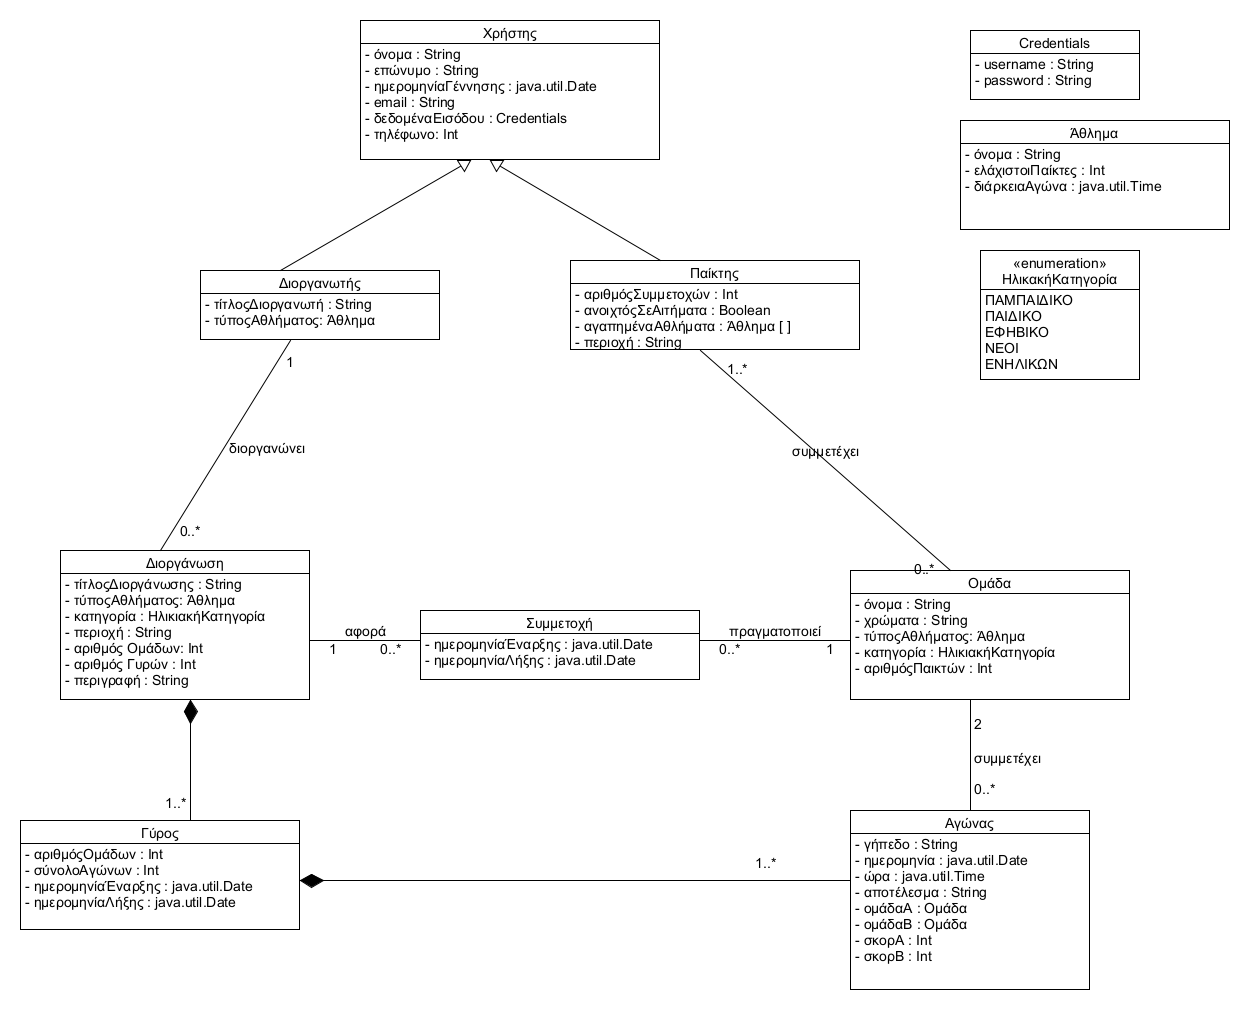 Χρήστης
- όνομα : String
- επώνυμο : String
- ημερομηνίαΓέννησης : java.util.Date
- email : String
- δεδομέναΕισόδου : Credentials
- τηλέφωνο: Int
Credentials
- username : String
- password : String
Άθλημα
- όνομα : String
- ελάχιστοιΠαίκτες : Int
- διάρκειαΑγώνα : java.util.Time
«enumeration»
ΗλικακήΚατηγορία
ΠΑΜΠΑΙΔΙΚΟ
ΠΑΙΔΙΚΟ
ΕΦΗΒΙΚΟ
ΝΕΟΙ
ΕΝΗΛΙΚΩΝ
Διοργανωτής
- τίτλοςΔιοργανωτή : String
- τύποςΑθλήματος: Άθλημα
Παίκτης
- αριθμόςΣυμμετοχών : Int
- ανοιχτόςΣεΑιτήματα : Boolean
- αγαπημέναΑθλήματα : Άθλημα [ ]
- περιοχή : String
1
διοργανώνει
0..*
1..*
συμμετέχει
0..*
Διοργάνωση
- τίτλοςΔιοργάνωσης : String
- τύποςΑθλήματος: Άθλημα
- κατηγορία : ΗλικιακήΚατηγορία
- περιοχή : String
- αριθμός Ομάδων: Int
- αριθμός Γυρών : Int
- περιγραφή : String
αφορά
1
0..*
Συμμετοχή
- ημερομηνίαΈναρξης : java.util.Date
- ημερομηνίαΛήξης : java.util.Date
πραγματοποιεί
0..*
1
Ομάδα
- όνομα : String
- χρώματα : String
- τύποςΑθλήματος: Άθλημα
- κατηγορία : ΗλικιακήΚατηγορία
- αριθμόςΠαικτών : Int
2
συμμετέχει
0..*
1..*
Γύρος
- αριθμόςΟμάδων : Int
- σύνολοΑγώνων : Int
- ημερομηνίαΈναρξης : java.util.Date
- ημερομηνίαΛήξης : java.util.Date
1..*
Αγώνας
- γήπεδο : String
- ημερομηνία : java.util.Date
- ώρα : java.util.Time
- αποτέλεσμα : String
- ομάδαΑ : Ομάδα
- ομάδαΒ : Ομάδα
- σκορΑ : Int
- σκορΒ : Int